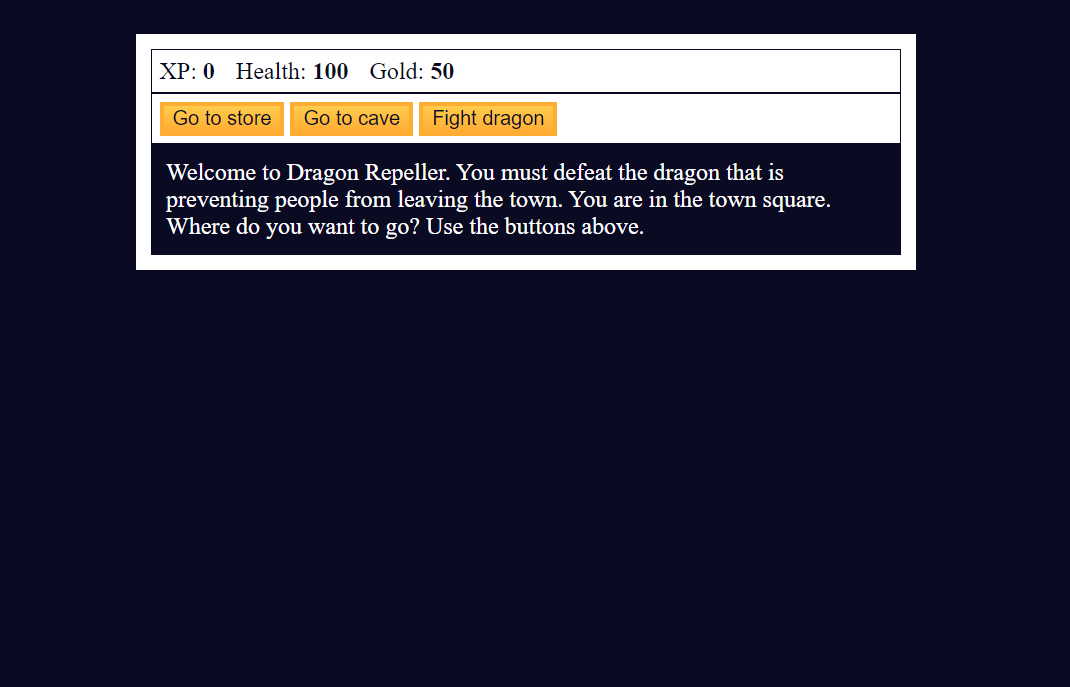 XP: 0 Health: 100 Gold: 50
Go to store Go to cave Fight dragon
Welcome to Dragon Repeller. You must defeat the dragon that is
preventing people from leaving the town. You are in the town square.
Where do you want to go? Use the buttons above.